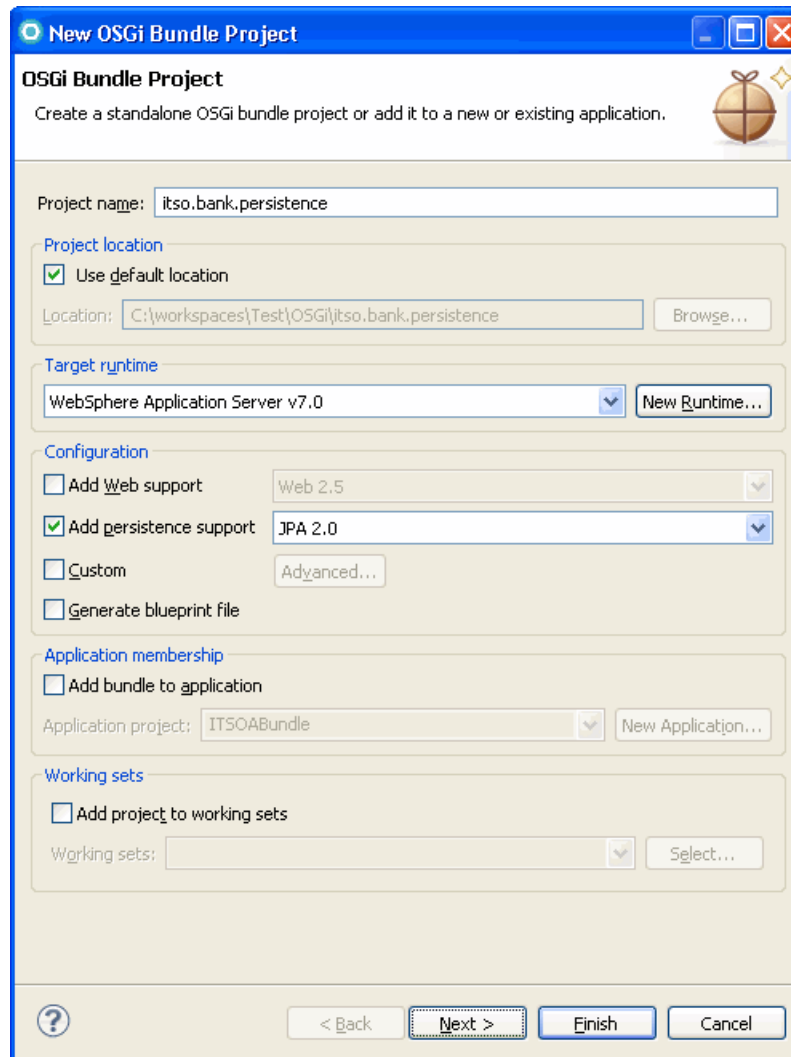 New OSGi Bundle Project
OSGi Bundle Project
Create a standalone OSGi bundle project or add it to a new or existing application.
Project name: itso.bank.persistence
Project location
Use default location
Location: C:\workspaces\Test\OSGi\itso.bank.persistence Browse...
Target runtime
WebSphere Application Server v7.0 New Runtime...
Configuration
Add Web support Web 2.5
Add persistence support JPA 2.0
Custom Advanced...
Generate blueprint file
Application membership
Add bundle to application
Application project: ITSOABundle New Application...
Working sets
Add project to working sets
Working sets: Select...
? < Back Next > Finish Cancel